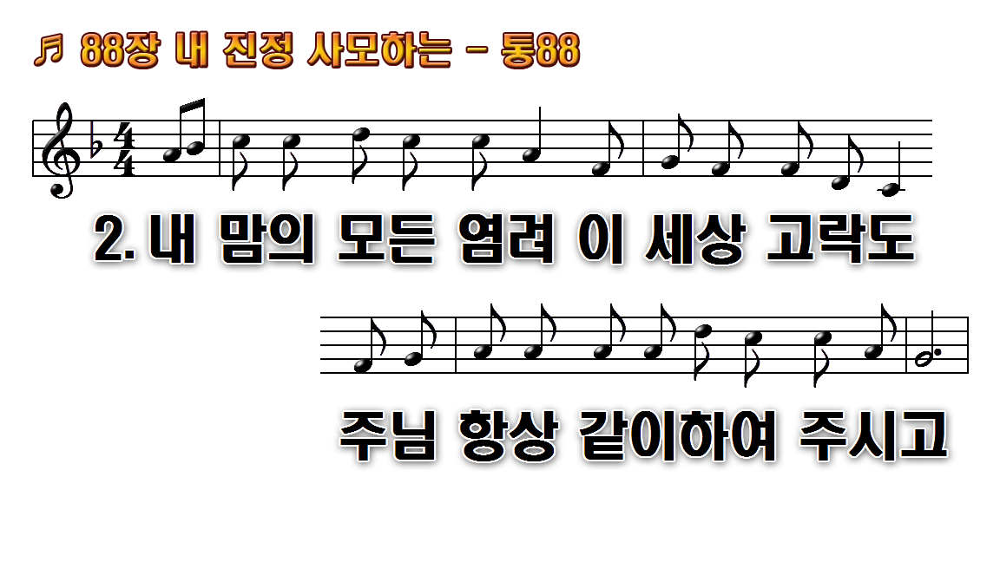 ♬ 88장 내 진정 사모하는 - 통88
4
4
2. 내 맘의 모든 염려 이 세상 고락도
주님 항상 같이하여 주시고